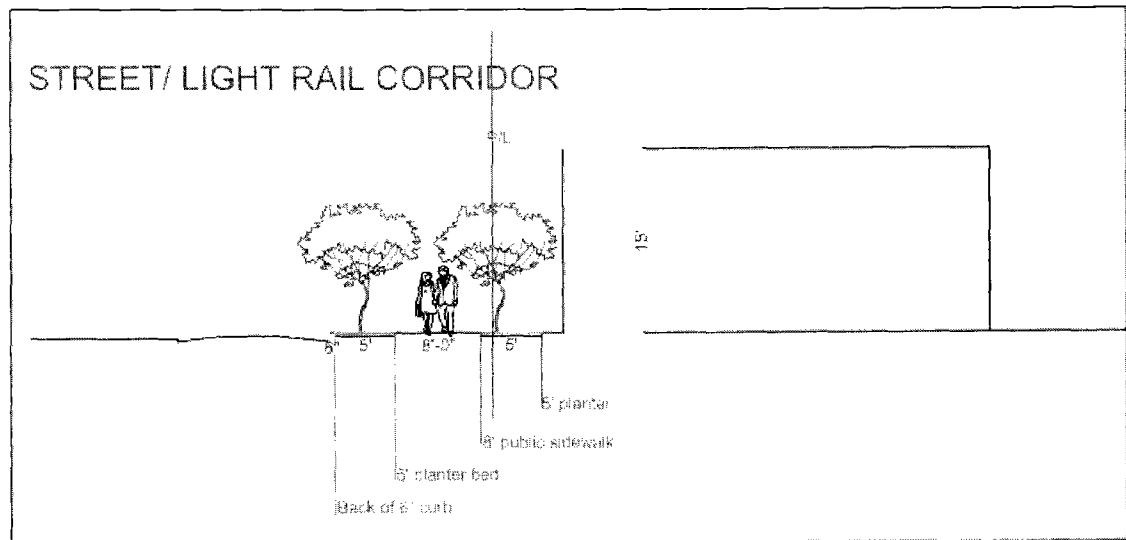 STREET/ LIGHT RAIL CORRIDOR
P/L
15'
6" 5' 8'-0" 5'
5' planter
8' public sidewalk
5' planter bed
Back of 6" curb